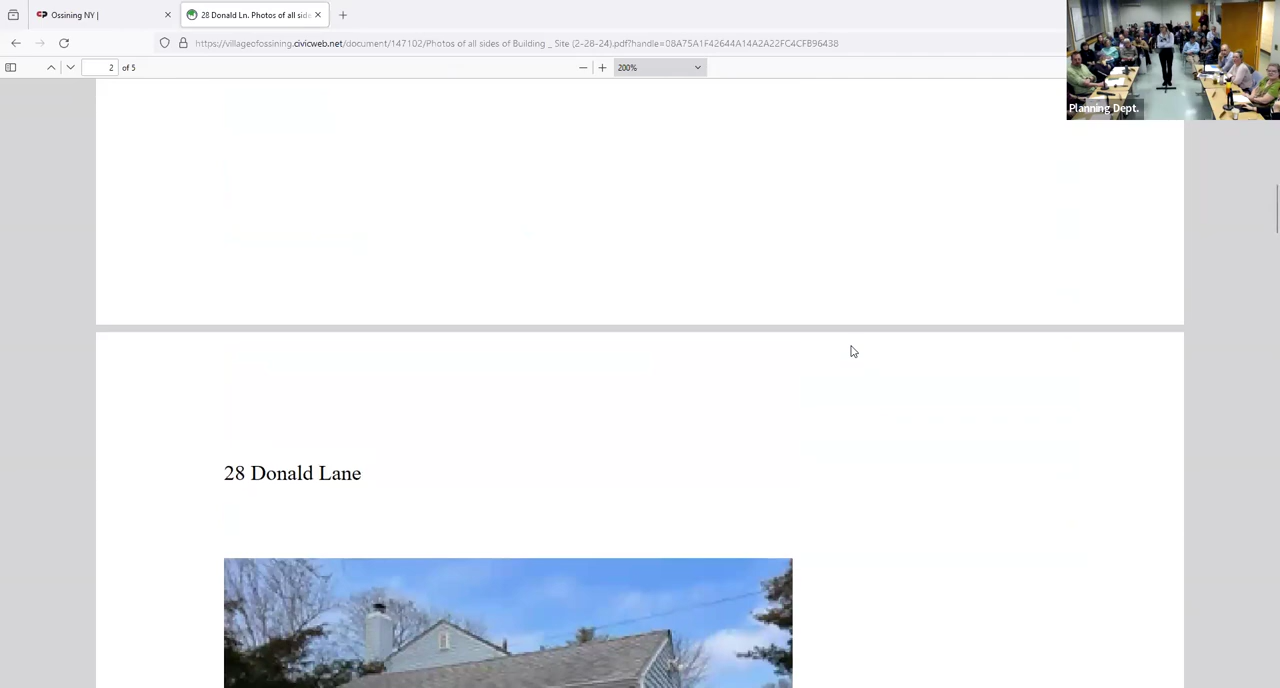 Ossining NY |
28 Donald Ln. Photos of all side
https://villageofossining.civicweb.net/document/147102/Photos of all sides of Building _ Site (2-28-24).pdf?handle=08A75A1F42644A14A2A22FC4CFB96438
2 of 5
200%
Planning Dept.
28 Donald Lane